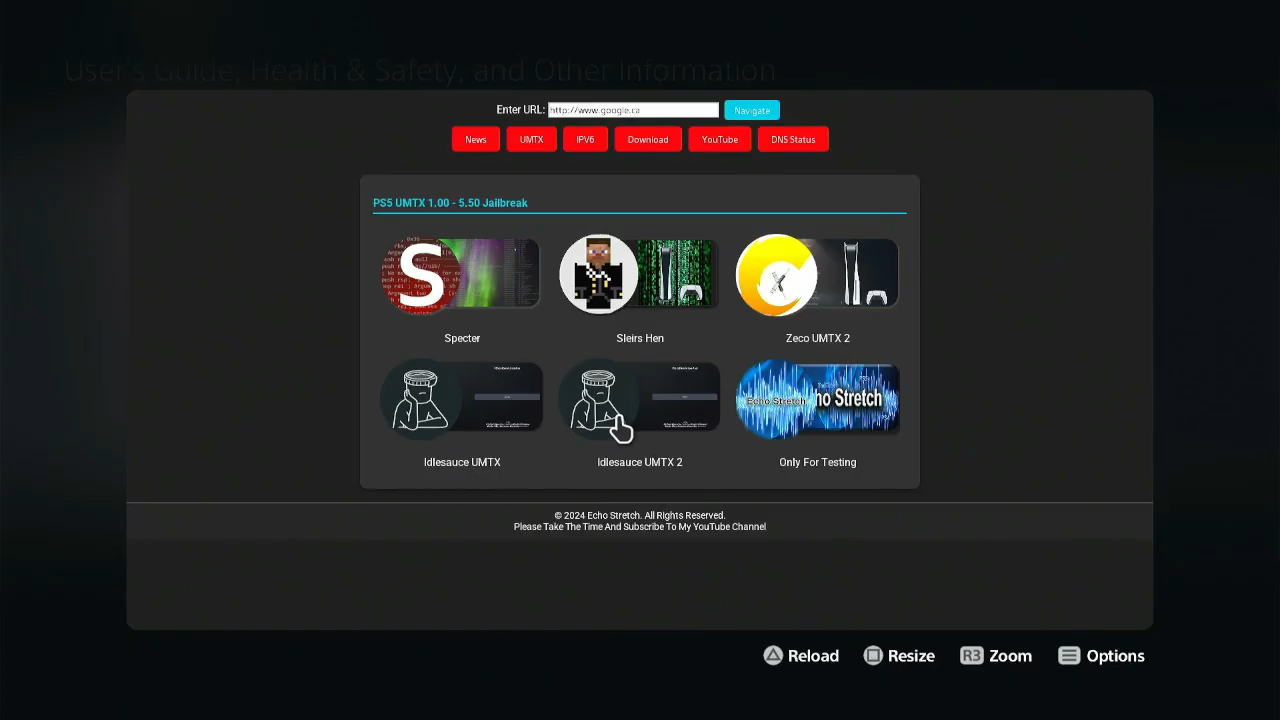 User's Guide, Health & Safety, and Other Information
Enter URL: http://www.google.ca Navigate
News UMTX IPV6 Download YouTube DNS Status
PS5 UMTX 1.00 - 5.50 Jailbreak
S
Specter
Sleirs Hen
Zeco UMTX 2
Echo Stretch
ho Stretch
Idlesauce UMTX
Idlesauce UMTX 2
Only For Testing
© 2024 Echo Stretch. All Rights Reserved.
Please Take The Time And Subscribe To My YouTube Channel
Reload Resize R3 Zoom Options